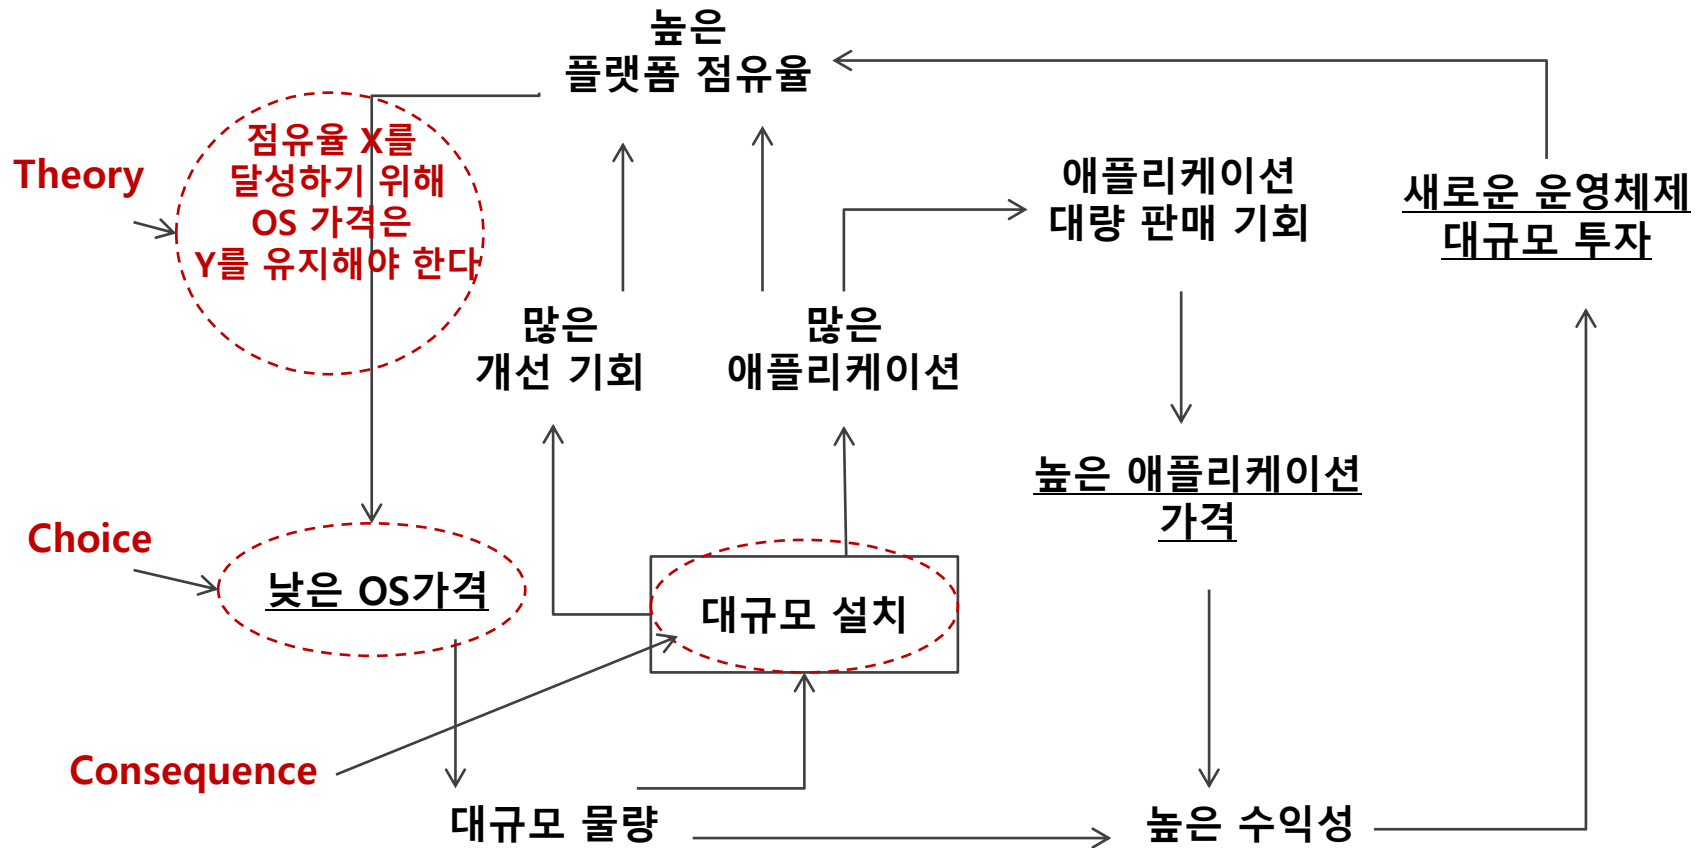 높은
플랫폼 점유율
Theory
점유율 X를
달성하기 위해
OS 가격은
Y를 유지해야 한다
애플리케이션
대량 판매 기회
새로운 운영체제
대규모 투자
많은
개선 기회
많은
애플리케이션
높은 애플리케이션
가격
Choice
낮은 OS가격
대규모 설치
Consequence
대규모 물량
높은 수익성